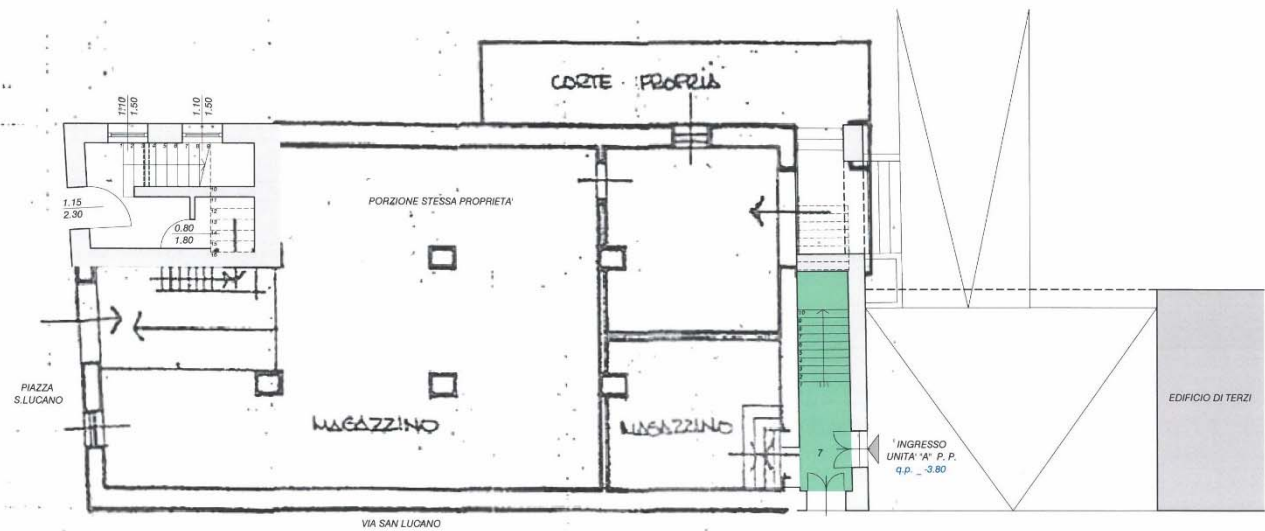 CORTE PROPRIA
1.10
1.50
1.10
1.50
PORZIONE STESSA PROPRIETA'
1.15
2.30
0.80
1.80
PIAZZA
S.LUCANO
MAGAZZINO
MAGAZZINO
7
INGRESSO
UNITA' "A" P. P.
q.p. _ -3.80
EDIFICIO DI TERZI
VIA SAN LUCANO